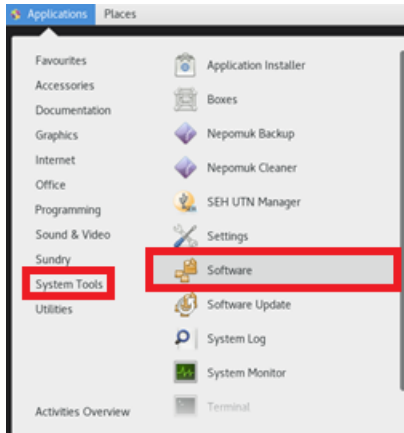 Applications Places
Favourites
Accessories
Documentation
Graphics
Internet
Office
Programming
Sound & Video
Sundry
System Tools
Utilities
Activities Overview
Application Installer
Boxes
Nepomuk Backup
Nepomuk Cleaner
SEH UTN Manager
Settings
Software
Software Update
System Log
System Monitor
Terminal